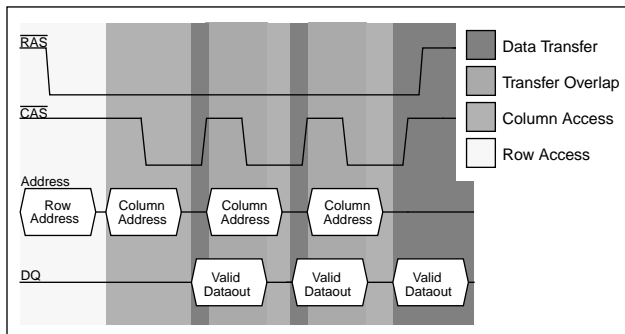 RAS
CAS
Address
Row
Address
Column
Address
Column
Address
Column
Address
DQ
Valid
Dataout
Valid
Dataout
Valid
Dataout
Data Transfer
Transfer Overlap
Column Access
Row Access